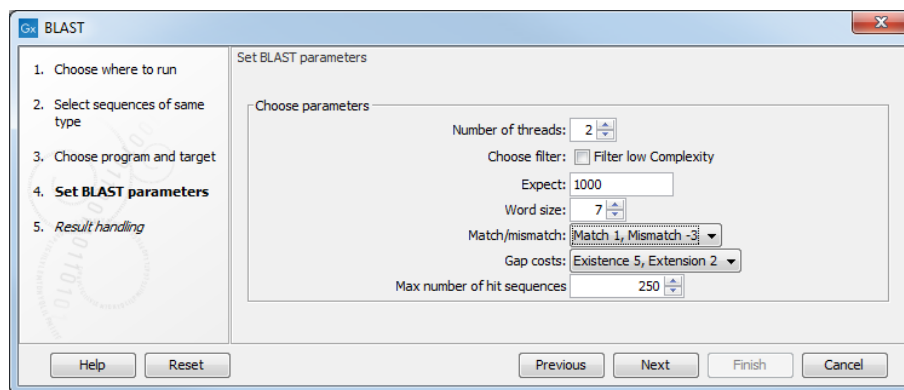 Gx BLAST
1. Choose where to run
2. Select sequences of same
type
3. Choose program and target
4. Set BLAST parameters
5. Result handling
Set BLAST parameters
Choose parameters
Number of threads: 2
Choose filter: Filter low Complexity
Expect: 1000
Word size: 7
Match/mismatch: Match 1, Mismatch -3
Gap costs: Existence 5, Extension 2
Max number of hit sequences 250
Help Reset Previous Next Finish Cancel